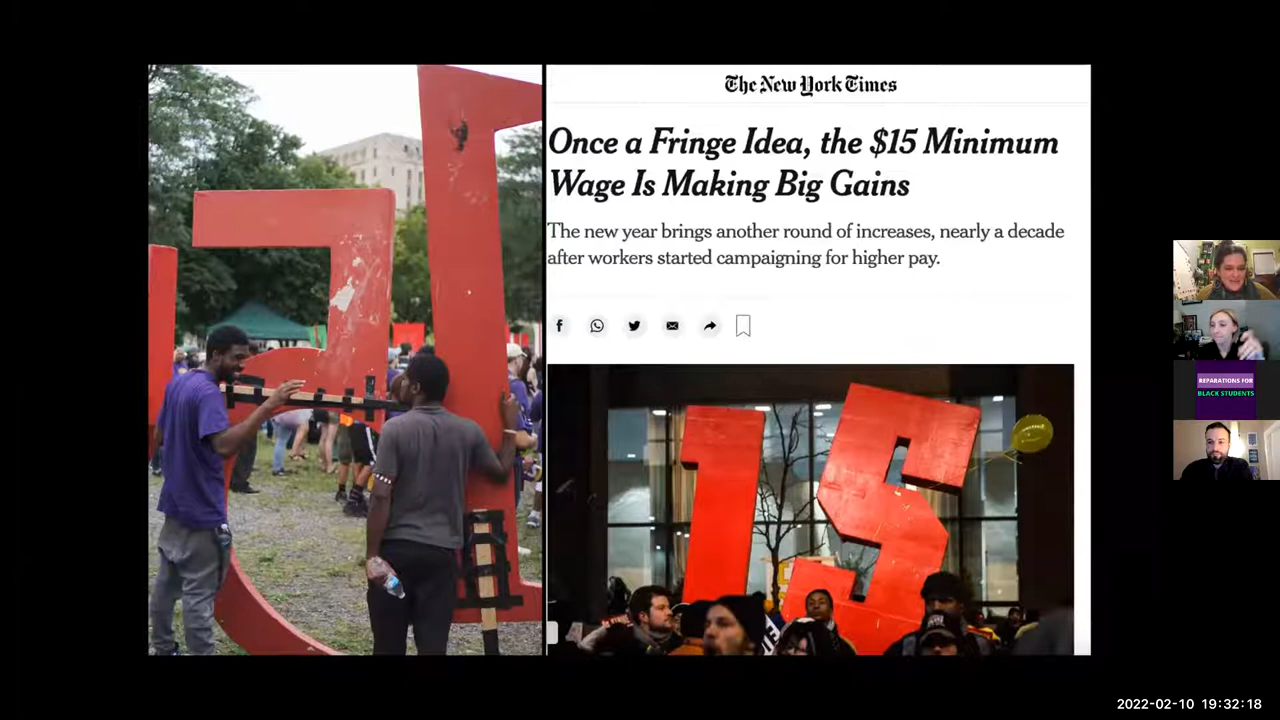 The New York Times
Once a Fringe Idea, the $15 Minimum
Wage Is Making Big Gains
The new year brings another round of increases, nearly a decade
after workers started campaigning for higher pay.
15
REPARATIONS FOR
BLACK STUDENTS
2022-02-10 19:32:18